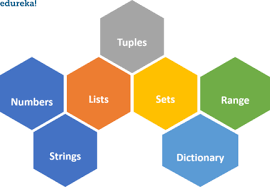 edureka!
Tuples
Numbers
Lists
Sets
Range
Strings
Dictionary